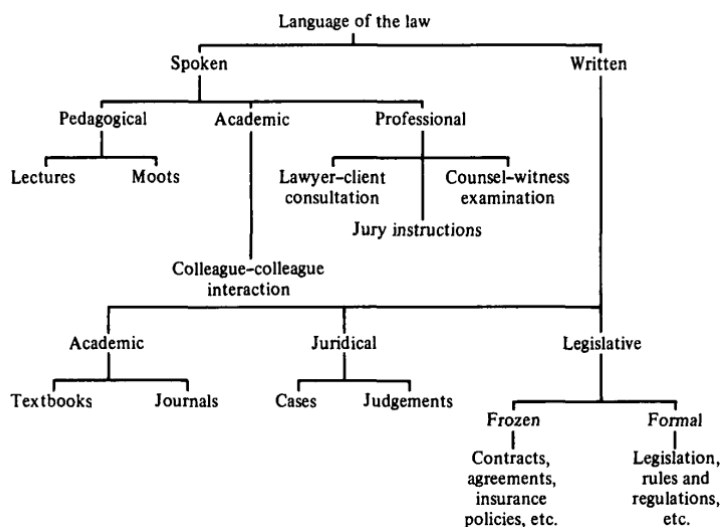 Language of the law
Spoken
Written
Pedagogical
Academic
Professional
Lectures
Moots
Lawyer–client
consultation
Counsel–witness
examination
Jury instructions
Colleague–colleague
interaction
Academic
Juridical
Legislative
Textbooks
Journals
Cases
Judgements
Frozen
Formal
Contracts,
agreements,
insurance
policies, etc.
Legislation,
rules and
regulations,
etc.